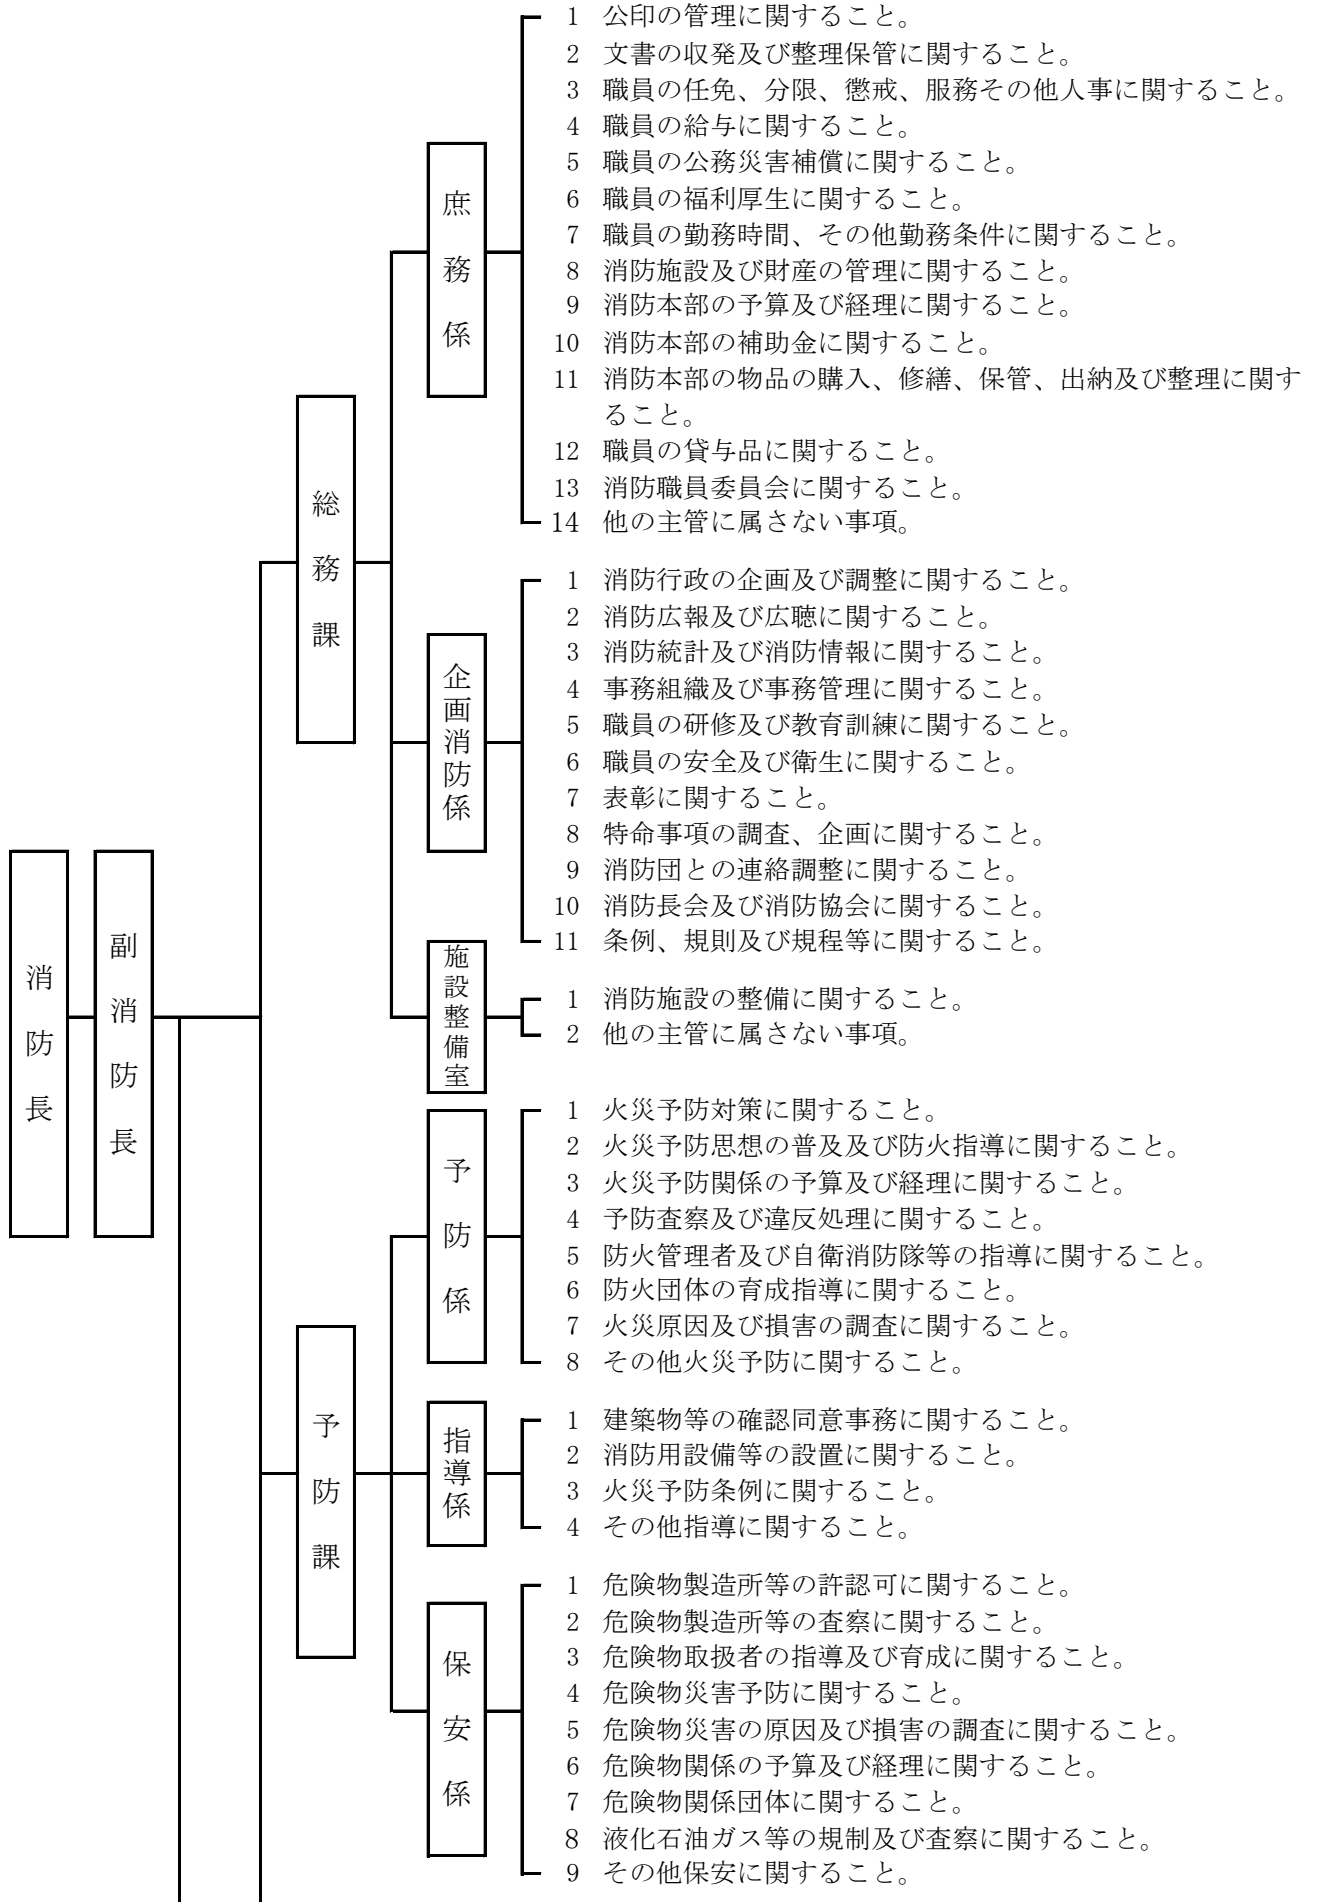 消防長
副消防長
総務課
庶務係
1 公印の管理に関すること。
2 文書の収発及び整理保管に関すること。
3 職員の任免、分限、懲戒、服務その他人事に関すること。
4 職員の給与に関すること。
5 職員の公務災害補償に関すること。
6 職員の福利厚生に関すること。
7 職員の勤務時間、その他勤務条件に関すること。
8 消防施設及び財産の管理に関すること。
9 消防本部の予算及び経理に関すること。
10 消防本部の補助金に関すること。
11 消防本部の物品の購入、修繕、保管、出納及び整理に関す
ること。
12 職員の貸与品に関すること。
13 消防職員委員会に関すること。
14 他の主管に属さない事項。
企画消防係
1 消防行政の企画及び調整に関すること。
2 消防広報及び広聴に関すること。
3 消防統計及び消防情報に関すること。
4 事務組織及び事務管理に関すること。
5 職員の研修及び教育訓練に関すること。
6 職員の安全及び衛生に関すること。
7 表彰に関すること。
8 特命事項の調査、企画に関すること。
9 消防団との連絡調整に関すること。
10 消防長会及び消防協会に関すること。
11 条例、規則及び規程等に関すること。
施設整備室
1 消防施設の整備に関すること。
2 他の主管に属さない事項。
予防課
予防係
1 火災予防対策に関すること。
2 火災予防思想の普及及び防火指導に関すること。
3 火災予防関係の予算及び経理に関すること。
4 予防査察及び違反処理に関すること。
5 防火管理者及び自衛消防隊等の指導に関すること。
6 防火団体の育成指導に関すること。
7 火災原因及び損害の調査に関すること。
8 その他火災予防に関すること。
指導係
1 建築物等の確認同意事務に関すること。
2 消防用設備等の設置に関すること。
3 火災予防条例に関すること。
4 その他指導に関すること。
保安係
1 危険物製造所等の許認可に関すること。
2 危険物製造所等の査察に関すること。
3 危険物取扱者の指導及び育成に関すること。
4 危険物災害予防に関すること。
5 危険物災害の原因及び損害の調査に関すること。
6 危険物関係の予算及び経理に関すること。
7 危険物関係団体に関すること。
8 液化石油ガス等の規制及び査察に関すること。
9 その他保安に関すること。